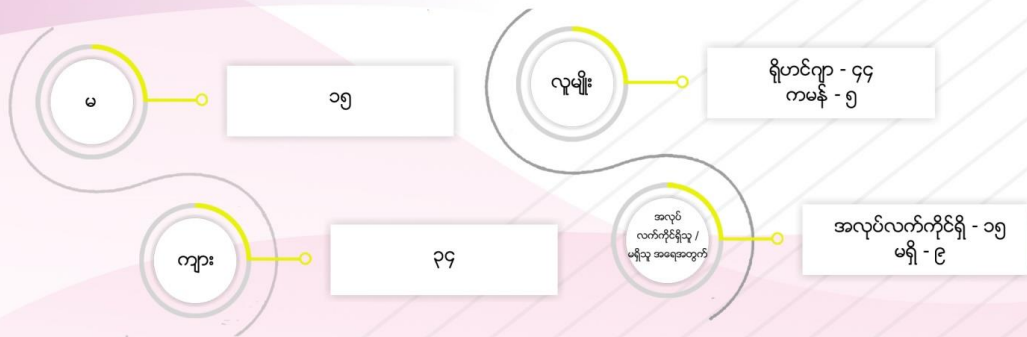 မ
၁၅
ကျား
၃၄
လူမျိုး
ရိုဟင်ဂျာ - ၄၄
ကမန် - ၅
အလုပ်
လက်ကိုင်ရှိသူ /
မရှိသူ အရေအတွက်
အလုပ်လက်ကိုင်ရှိ - ၁၅
မရှိ - ၉